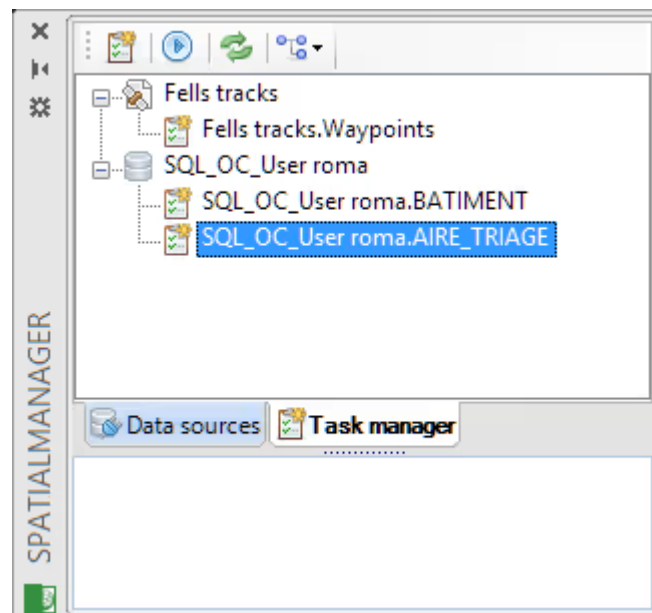 Fells tracks
Fells tracks.Waypoints
SQL_OC_User roma
SQL_OC_User roma.BATIMENT
SQL_OC_User roma.AIRE_TRIAGE
Data sources
Task manager
SPATIALMANAGER